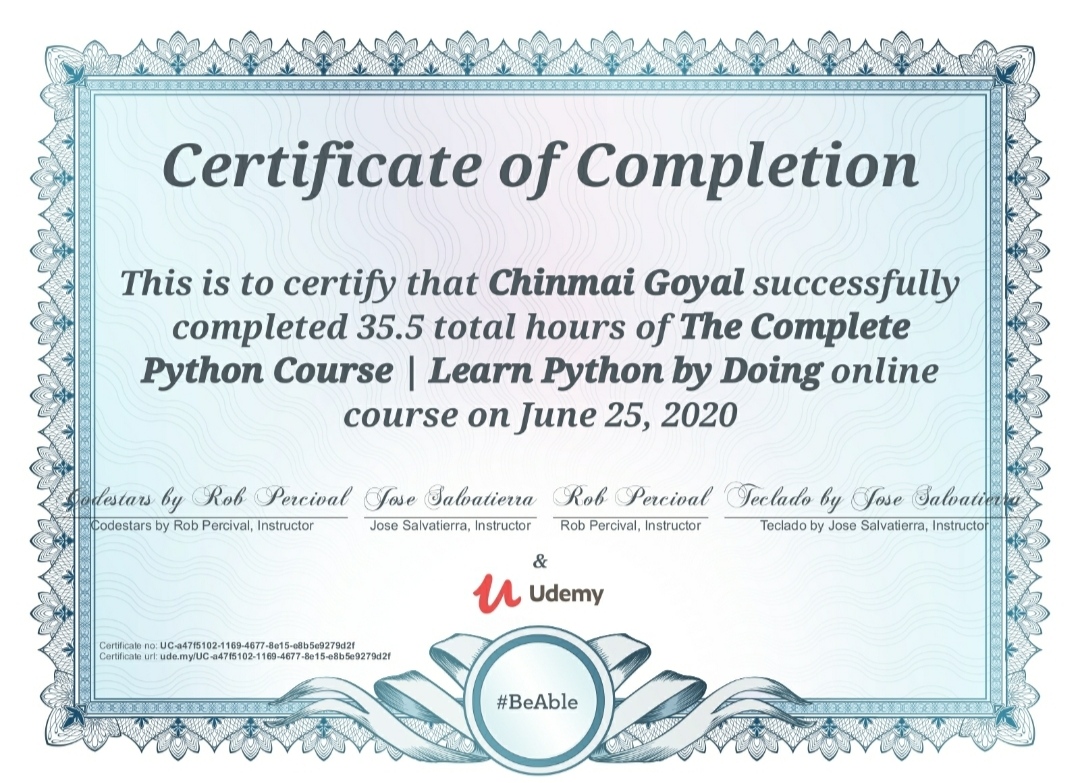 Certificate of Completion
This is to certify that Chinmai Goyal successfully
completed 35.5 total hours of The Complete
Python Course | Learn Python by Doing online
course on June 25, 2020
Codestars by Rob Percival Jose Salvatierra Rob Percival Teclado by Jose Salvatierra
Codestars by Rob Percival, Instructor Jose Salvatierra, Instructor Rob Percival, Instructor Teclado by Jose Salvatierra, Instructor
&
Udemy
Certificate no: UC-a47f5102-1169-4677-8e15-e8b5e9279d2f
Certificate url: ude.my/UC-a47f5102-1169-4677-8e15-e8b5e9279d2f
#BeAble